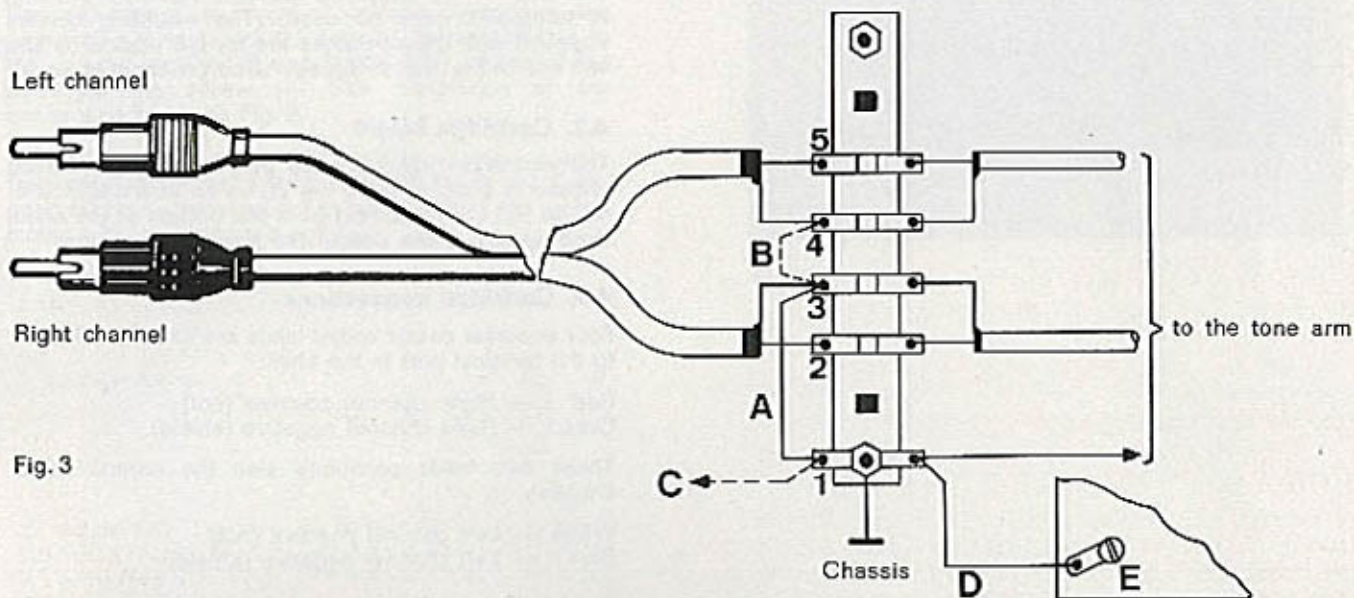 Left channel
Right channel
Fig. 3
5
4
B
3
2
A
C
1
Chassis
D
E
to the tone arm